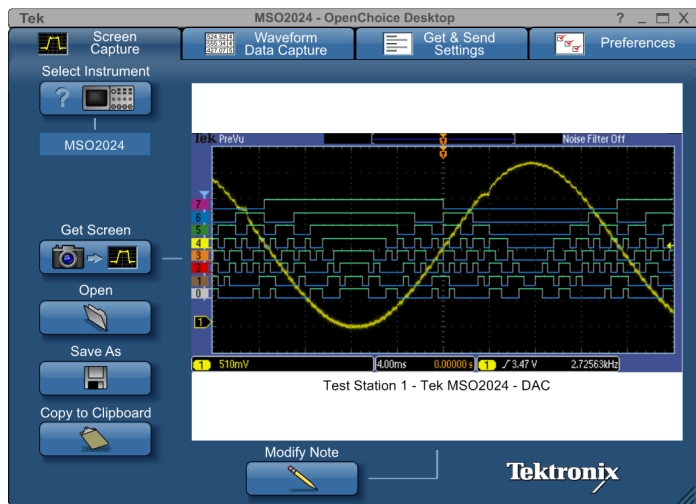 Tek
MSO2024 - OpenChoice Desktop
? _ X
Screen
Capture
Waveform
Data Capture
Get & Send
Settings
Preferences
Select Instrument
MSO2024
Get Screen
Open
Save As
Copy to Clipboard
Tek PreVu
Noise Filter Off
7
6
5
4
3
2
1
0
1
1 510mV
4.00ms
0.00000 s
1
3.47 V
2.72563kHz
Test Station 1 - Tek MSO2024 - DAC
Modify Note
Tektronix